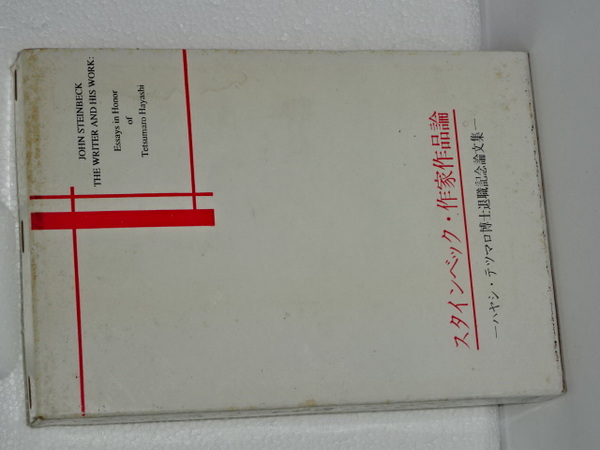 JOHN STEINBECK
THE WRITER AND HIS WORK:
Essays in Honor
of
Tetsumaro Hayashi
スタインベック・作家作品論
―ハヤシ・テツマロ博士退職記念論文集―